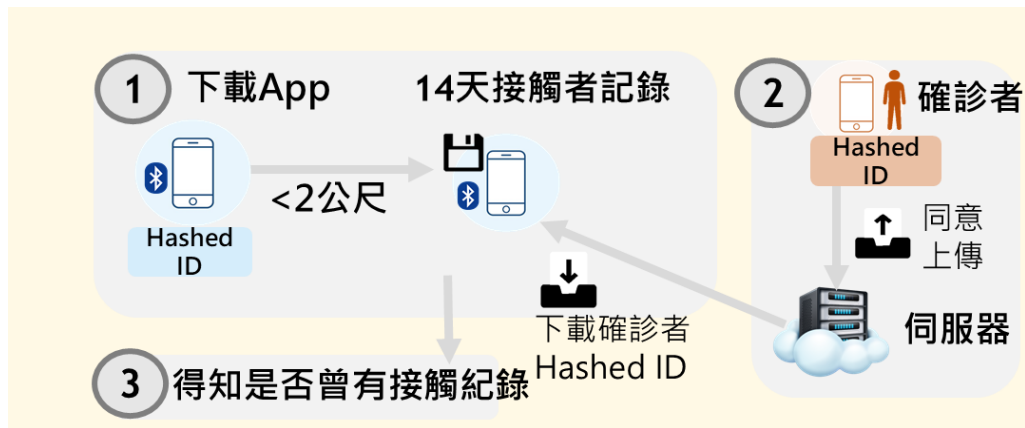 1
下載App
14天接觸者記錄
<2公尺
Hashed
ID
下載確診者
Hashed ID
2
確診者
Hashed
ID
同意
上傳
伺服器
3
得知是否曾有接觸紀錄